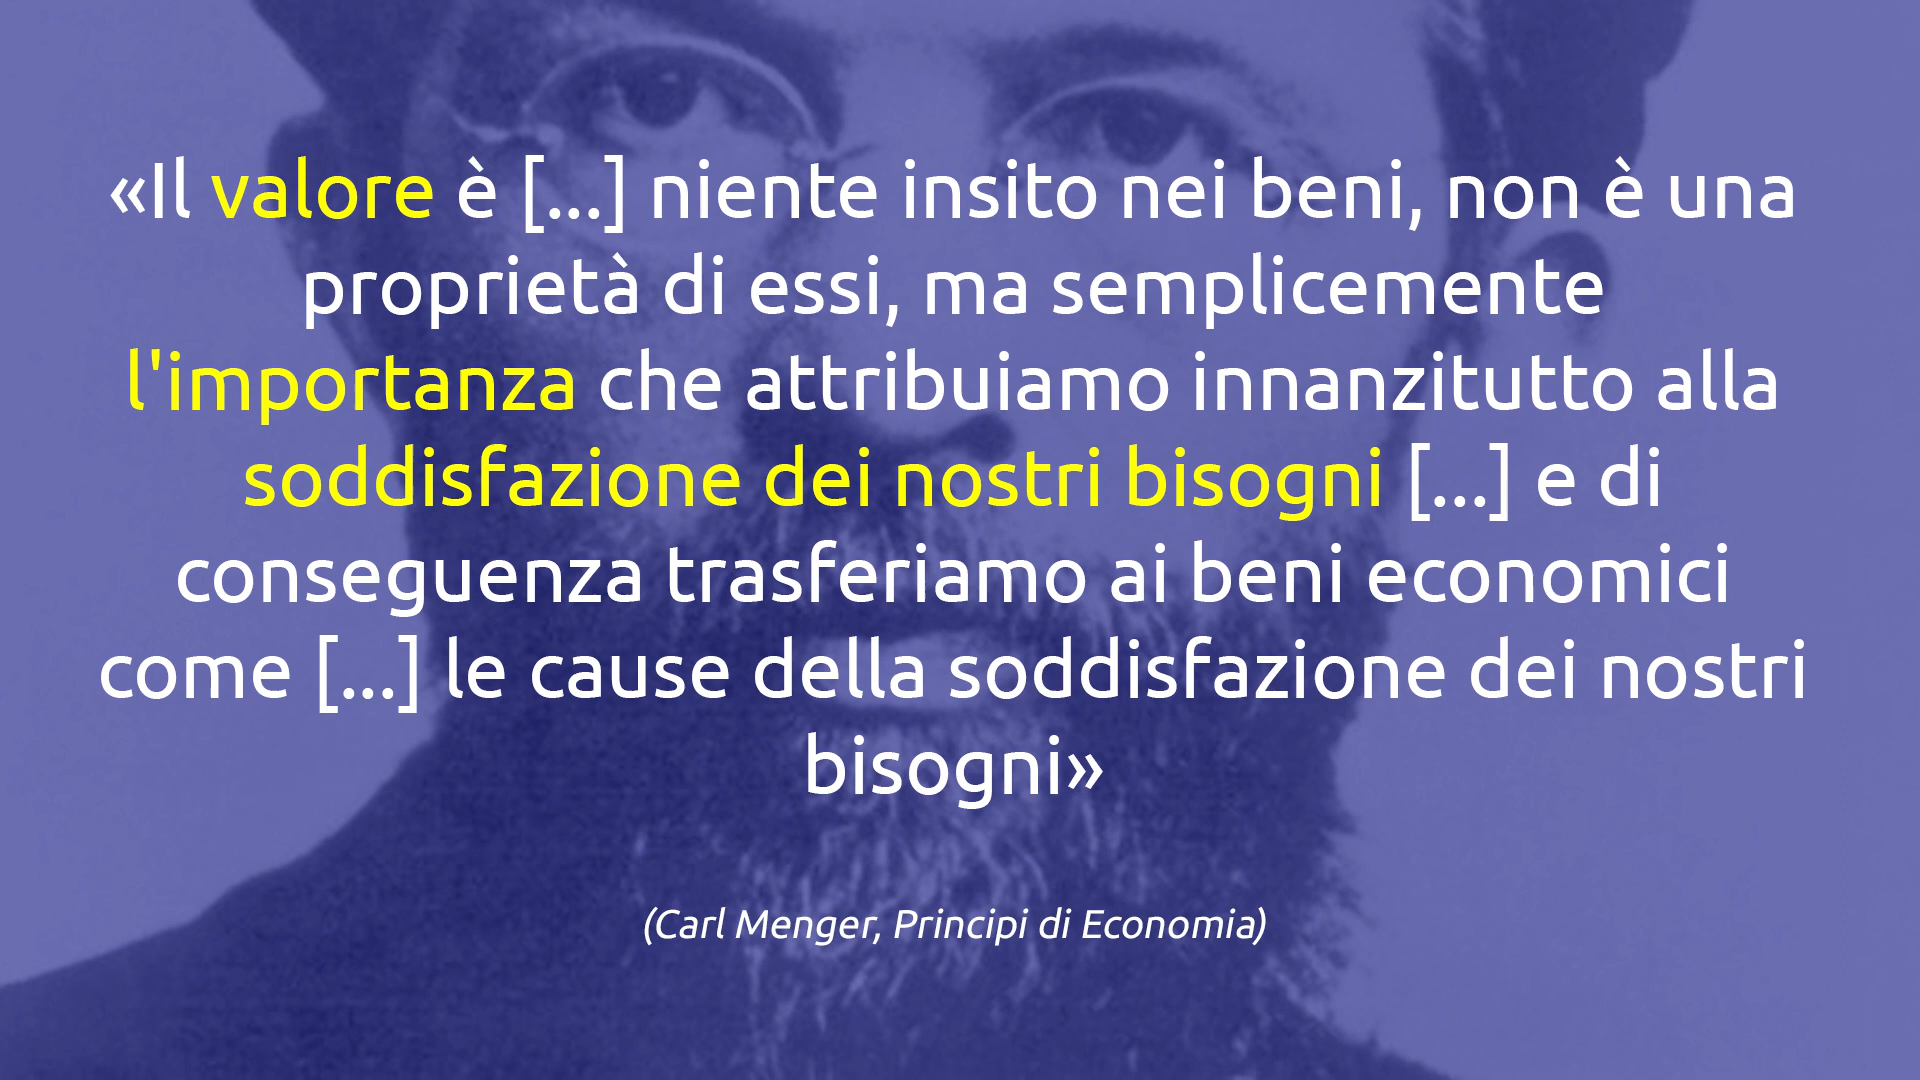 «Il valore è [...] niente insito nei beni, non è una
proprietà di essi, ma semplicemente
l'importanza che attribuiamo innanzitutto alla
soddisfazione dei nostri bisogni [...] e di
conseguenza trasferiamo ai beni economici
come [...] le cause della soddisfazione dei nostri
bisogni»
(Carl Menger, Principi di Economia)